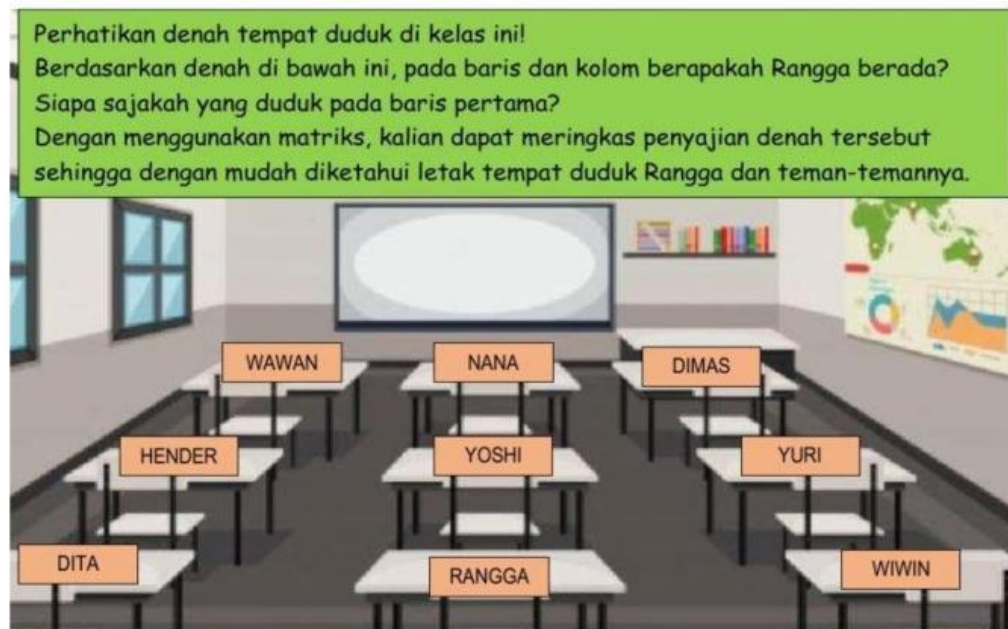 Perhatikan denah tempat duduk di kelas ini!
Berdasarkan denah di bawah ini, pada baris dan kolom berapakah Rangga berada?
Siapa sajakah yang duduk pada baris pertama?
Dengan menggunakan matriks, kalian dapat meringkas penyajian denah tersebut
sehingga dengan mudah diketahui letak tempat duduk Rangga dan teman-temannya.
WAWAN NANA DIMAS
HENDER YOSHI YURI
DITA RANGGA WIWIN